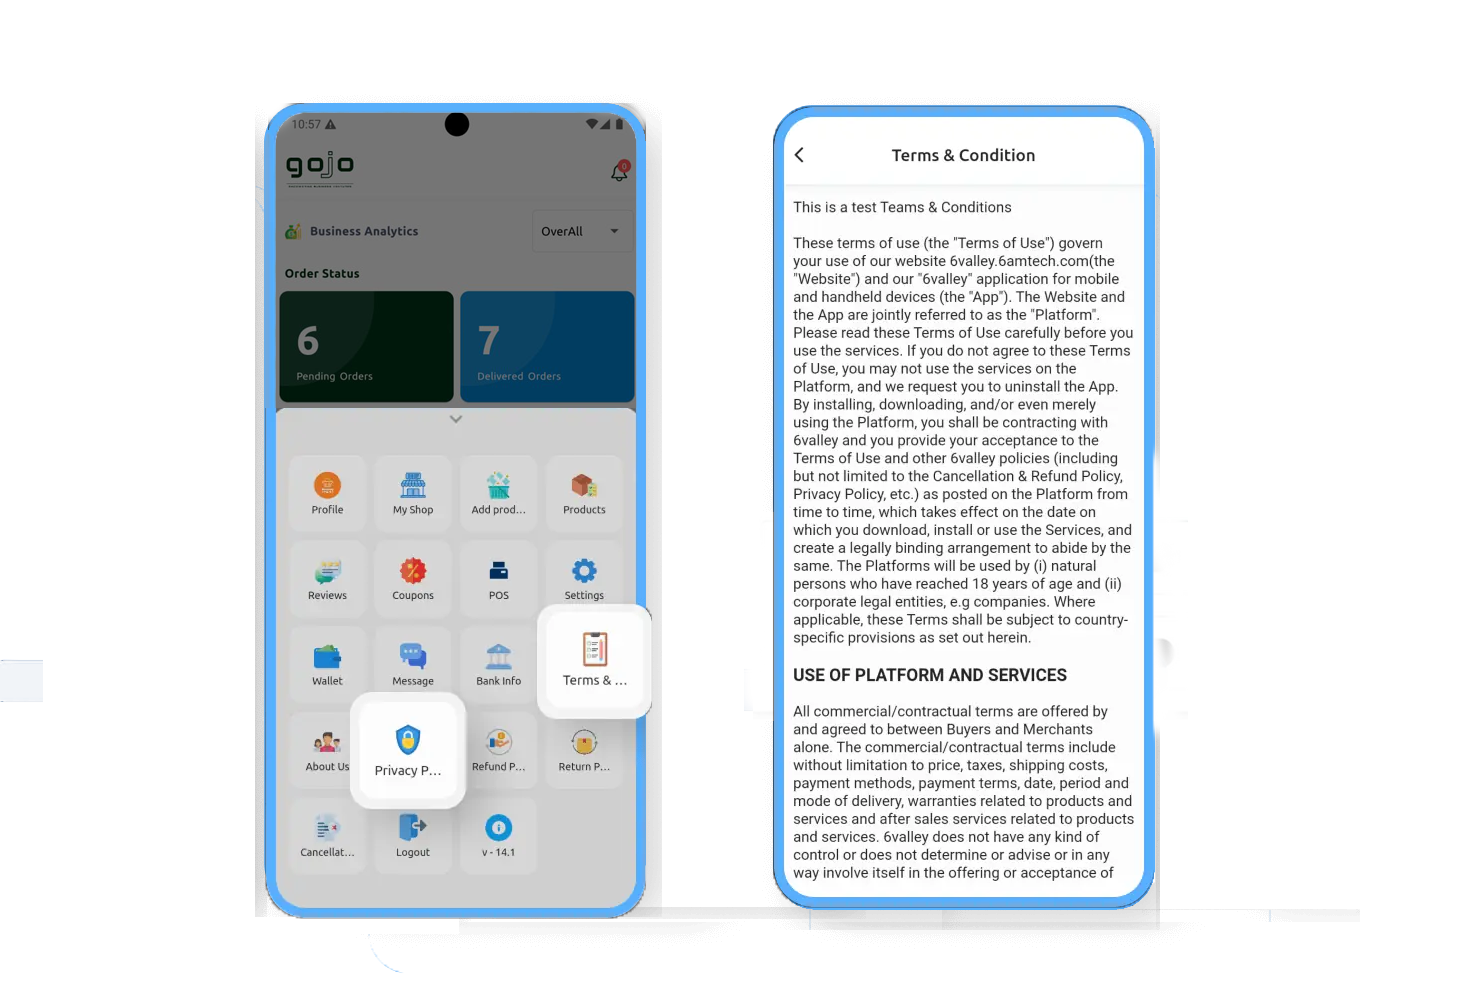 10:57
gojo
6
Business Analytics
OverAll
Order Status
6
Pending Orders
7
Delivered Orders
Profile
My Shop
Add prod...
Products
Reviews
Coupons
POS
Settings
Wallet
Message
Bank Info
Terms & ...
About Us
Privacy P...
Refund P...
Return P...
Cancellat...
Logout
v - 14.1
Terms & Condition
This is a test Teams & Conditions
These terms of use (the "Terms of Use") govern
your use of our website 6valley.6amtech.com(the
"Website") and our "6valley" application for mobile
and handheld devices (the "App"). The Website and
the App are jointly referred to as the "Platform".
Please read these Terms of Use carefully before you
use the services. If you do not agree to these Terms
of Use, you may not use the services on the
Platform, and we request you to uninstall the App.
By installing, downloading, and/or even merely
using the Platform, you shall be contracting with
6valley and you provide your acceptance to the
Terms of Use and other 6valley policies (including
but not limited to the Cancellation & Refund Policy,
Privacy Policy, etc.) as posted on the Platform from
time to time, which takes effect on the date on
which you download, install or use the Services, and
create a legally binding arrangement to abide by the
same. The Platforms will be used by (i) natural
persons who have reached 18 years of age and (ii)
corporate legal entities, e.g companies. Where
applicable, these Terms shall be subject to country-
specific provisions as set out herein.
USE OF PLATFORM AND SERVICES
All commercial/contractual terms are offered by
and agreed to between Buyers and Merchants
alone. The commercial/contractual terms include
without limitation to price, taxes, shipping costs,
payment methods, payment terms, date, period and
mode of delivery, warranties related to products and
services and after sales services related to products
and services. 6valley does not have any kind of
control or does not determine or advise or in any
way involve itself in the offering or acceptance of